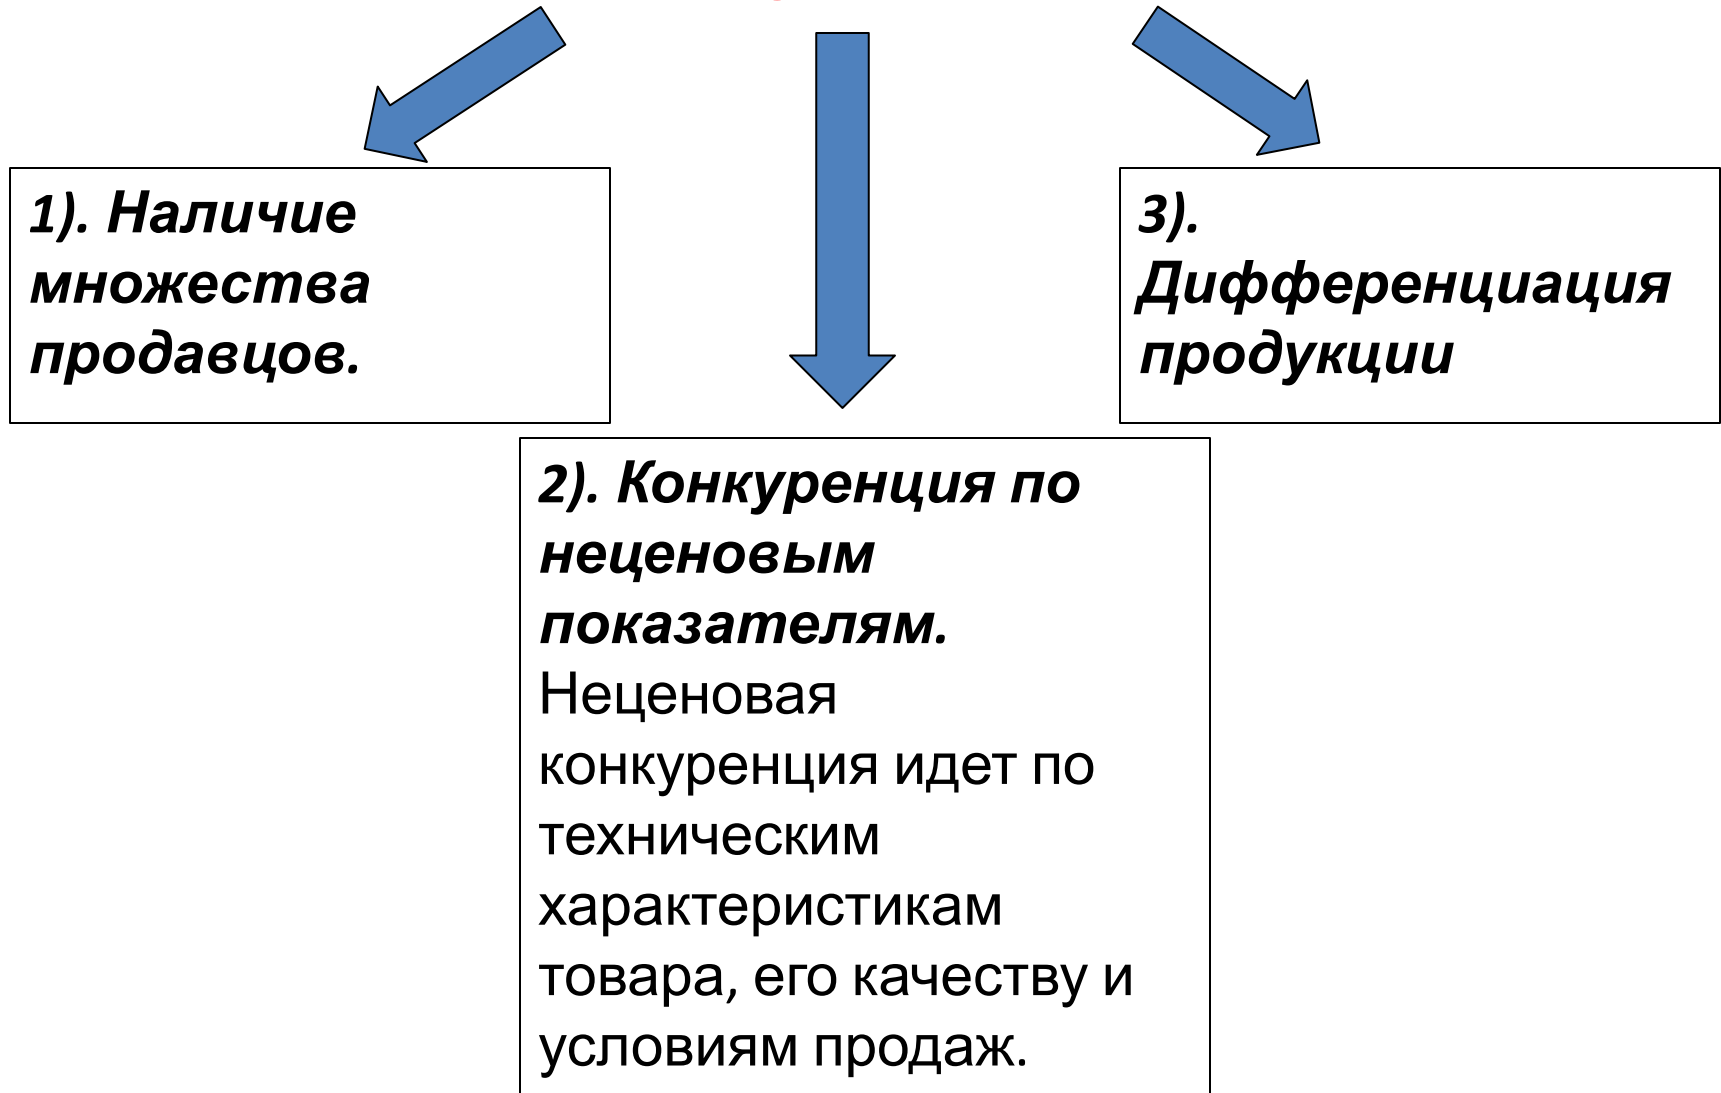 1). Наличие
множества
продавцов.
3).
Дифференциация
продукции
2). Конкуренция по
неценовым
показателям.
Неценовая
конкуренция идет по
техническим
характеристикам
товара, его качеству и
условиям продаж.